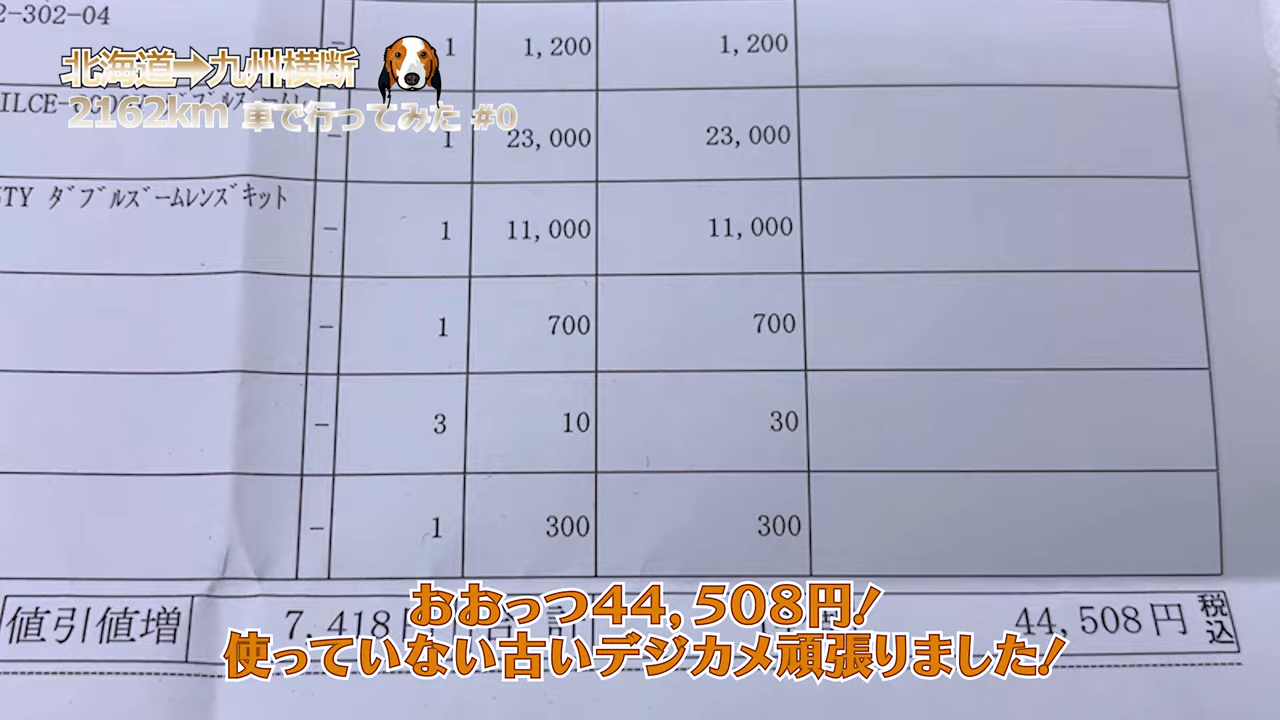 2-302-04
－ 1 1,200 1,200
北海道➡九州横断
ILCE-
2162km 車で行ってみた #0
－ 1 23,000 23,000
STY ﾀﾞﾌﾞﾙｽﾞｰﾑﾚﾝｽﾞｷｯﾄ
－ 1 11,000 11,000
－ 1 700 700
－ 3 10 30
－ 1 300 300
値引値増 7,418 合計 44,508円 税込
おおっつ44,508円!
使っていない古いデジカメ頑張りました!